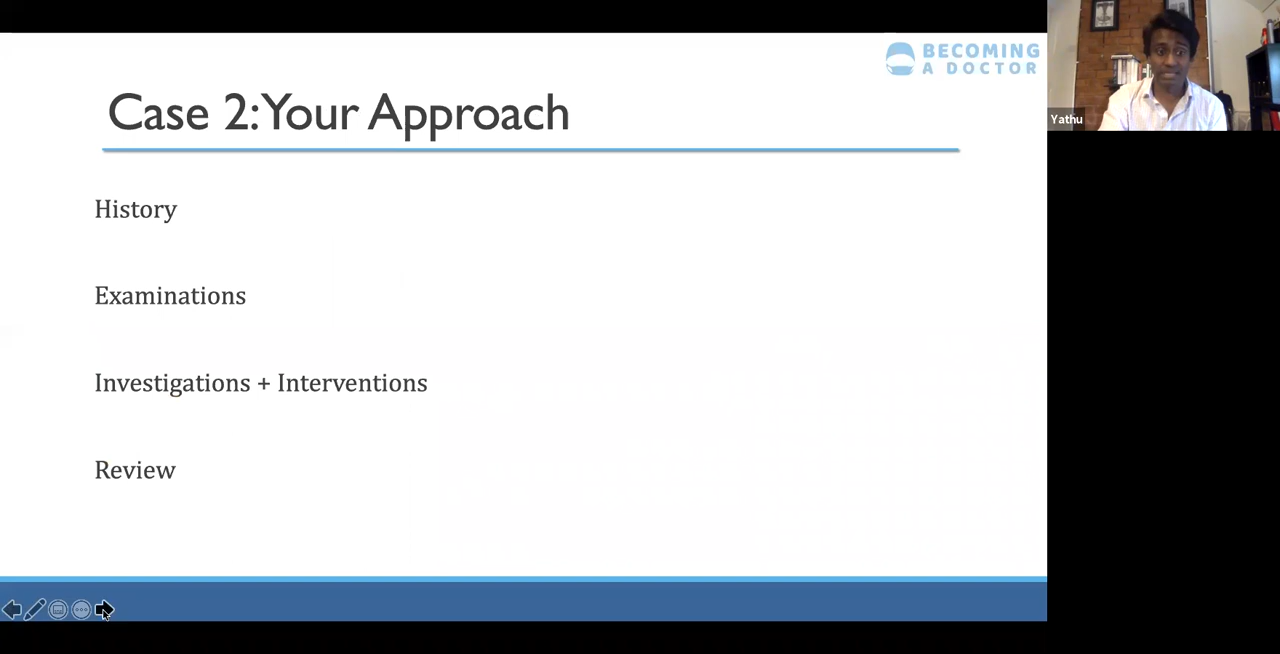 BECOMING
A DOCTOR
Case 2: Your Approach
Yathu
History
Examinations
Investigations + Interventions
Review